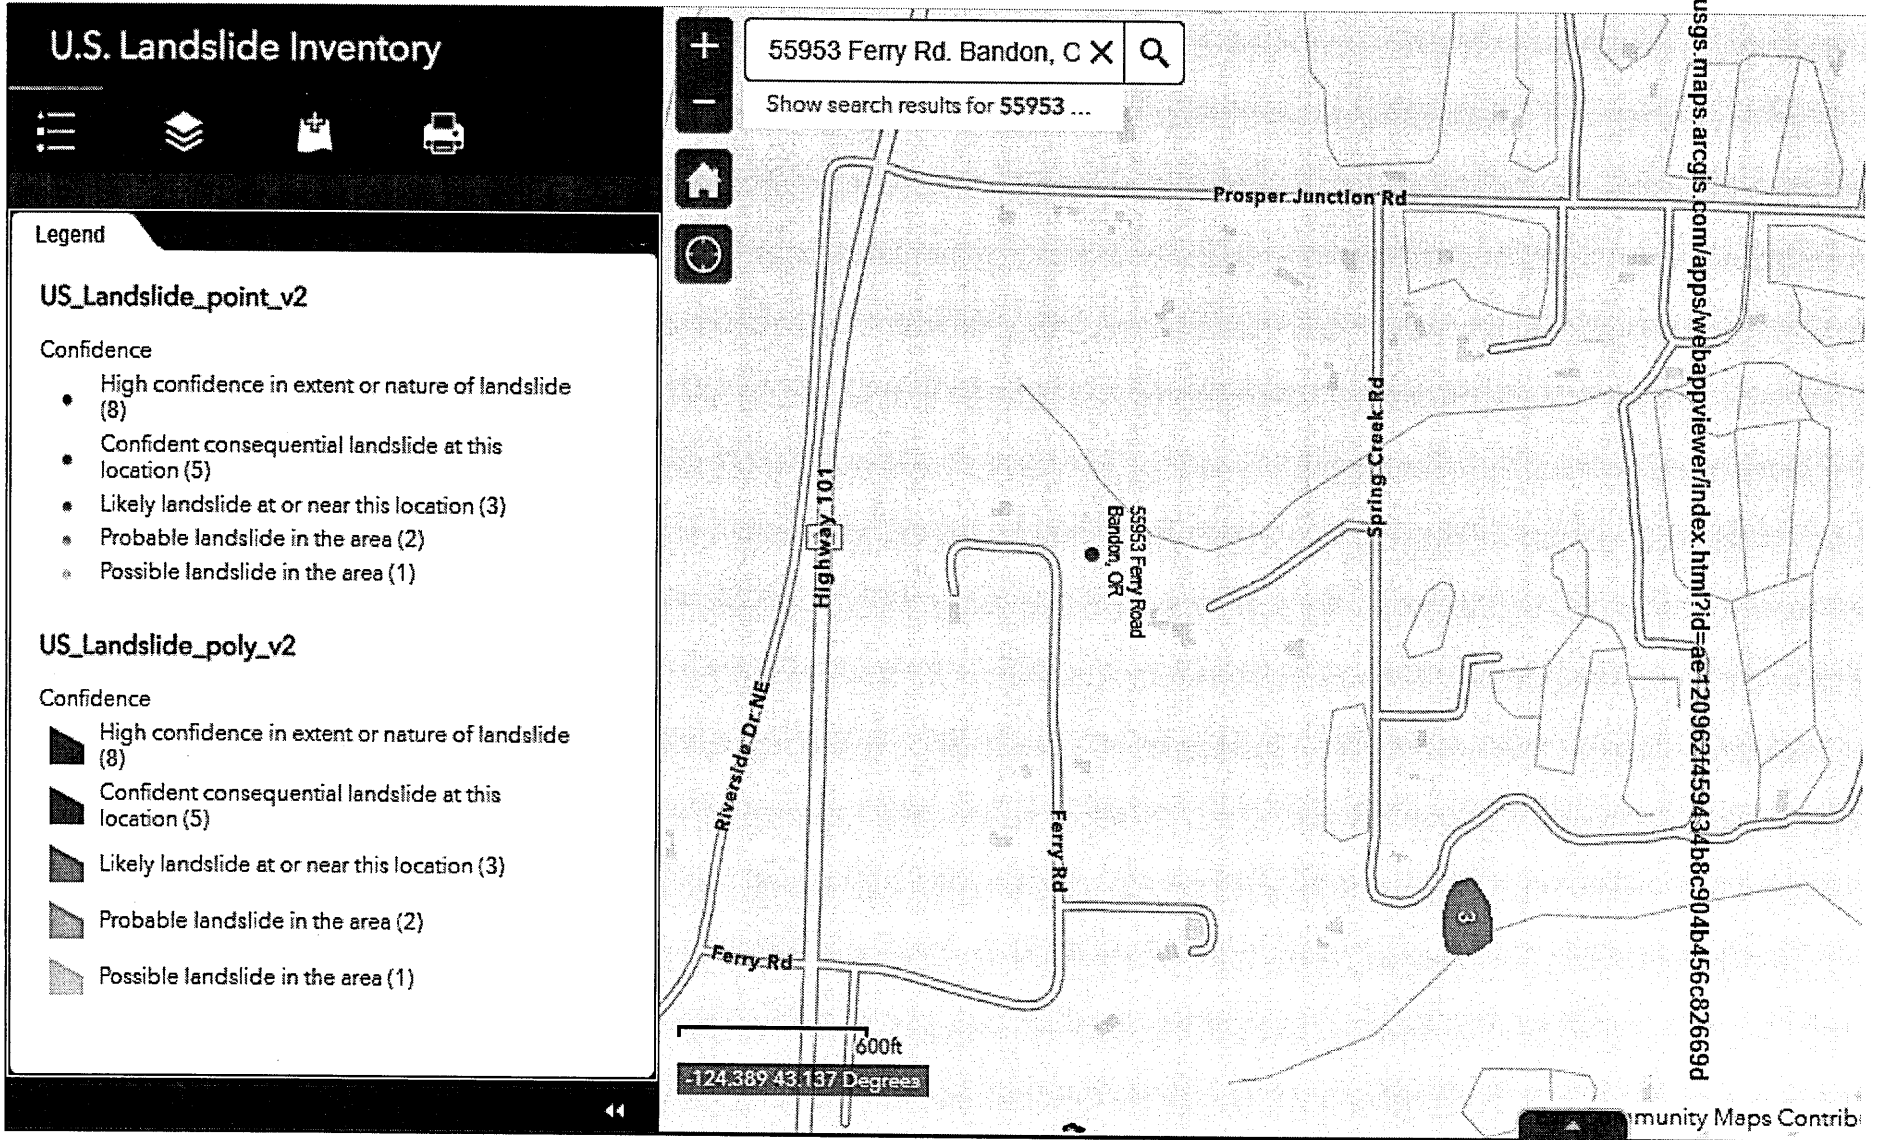 U.S. Landslide Inventory
Legend
US_Landslide_point_v2
Confidence
High confidence in extent or nature of landslide
(8)
Confident consequential landslide at this
location (5)
Likely landslide at or near this location (3)
Probable landslide in the area (2)
Possible landslide in the area (1)
US_Landslide_poly_v2
Confidence
High confidence in extent or nature of landslide
(8)
Confident consequential landslide at this
location (5)
Likely landslide at or near this location (3)
Probable landslide in the area (2)
Possible landslide in the area (1)
55953 Ferry Rd. Bandon, C
Show search results for 55953 ...
Prosper Junction Rd
Spring Creek Rd
Highway 101
55953 Ferry Road
Bandon, OR
Riverside Dr NE
Ferry Rd
Ferry Rd
3
600ft
-124.389 43.137 Degrees
usgs.maps.arcgis.com/apps/webappviewer/index.html?id=ae120962f459434b8c904b456c82669d
munity Maps Contrib